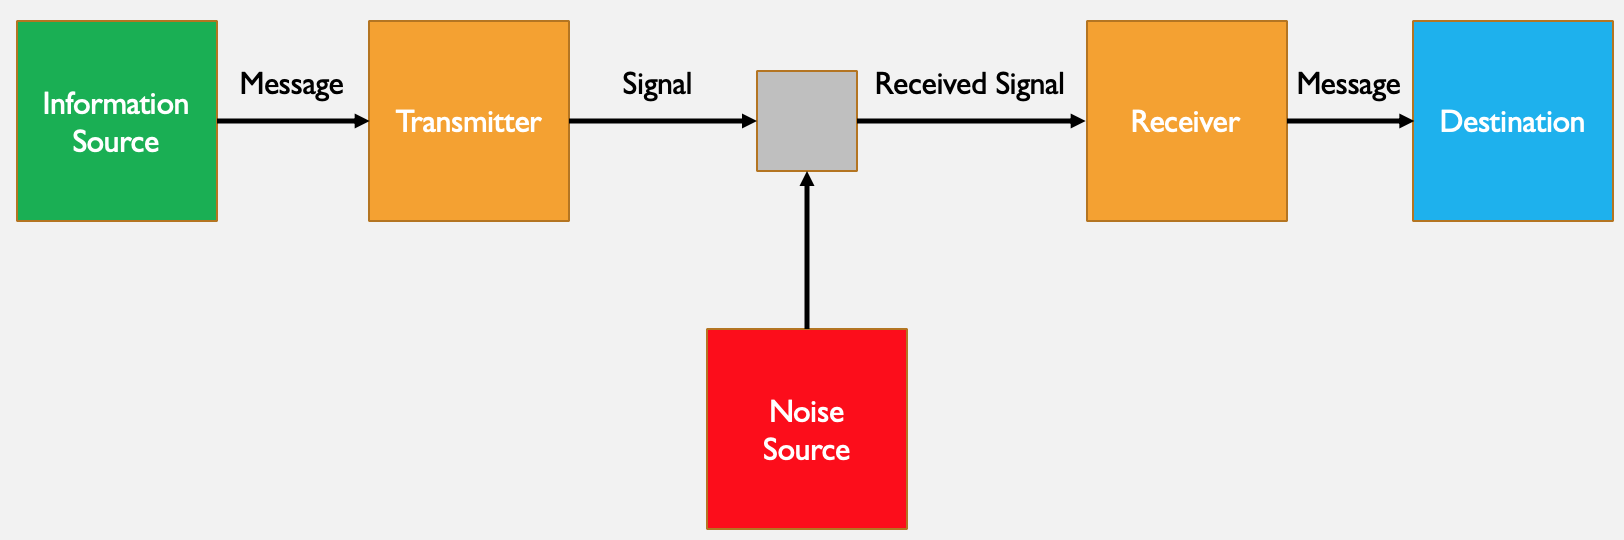 Information
Source
Message
Transmitter
Signal
Received Signal
Receiver
Message
Destination
Noise
Source